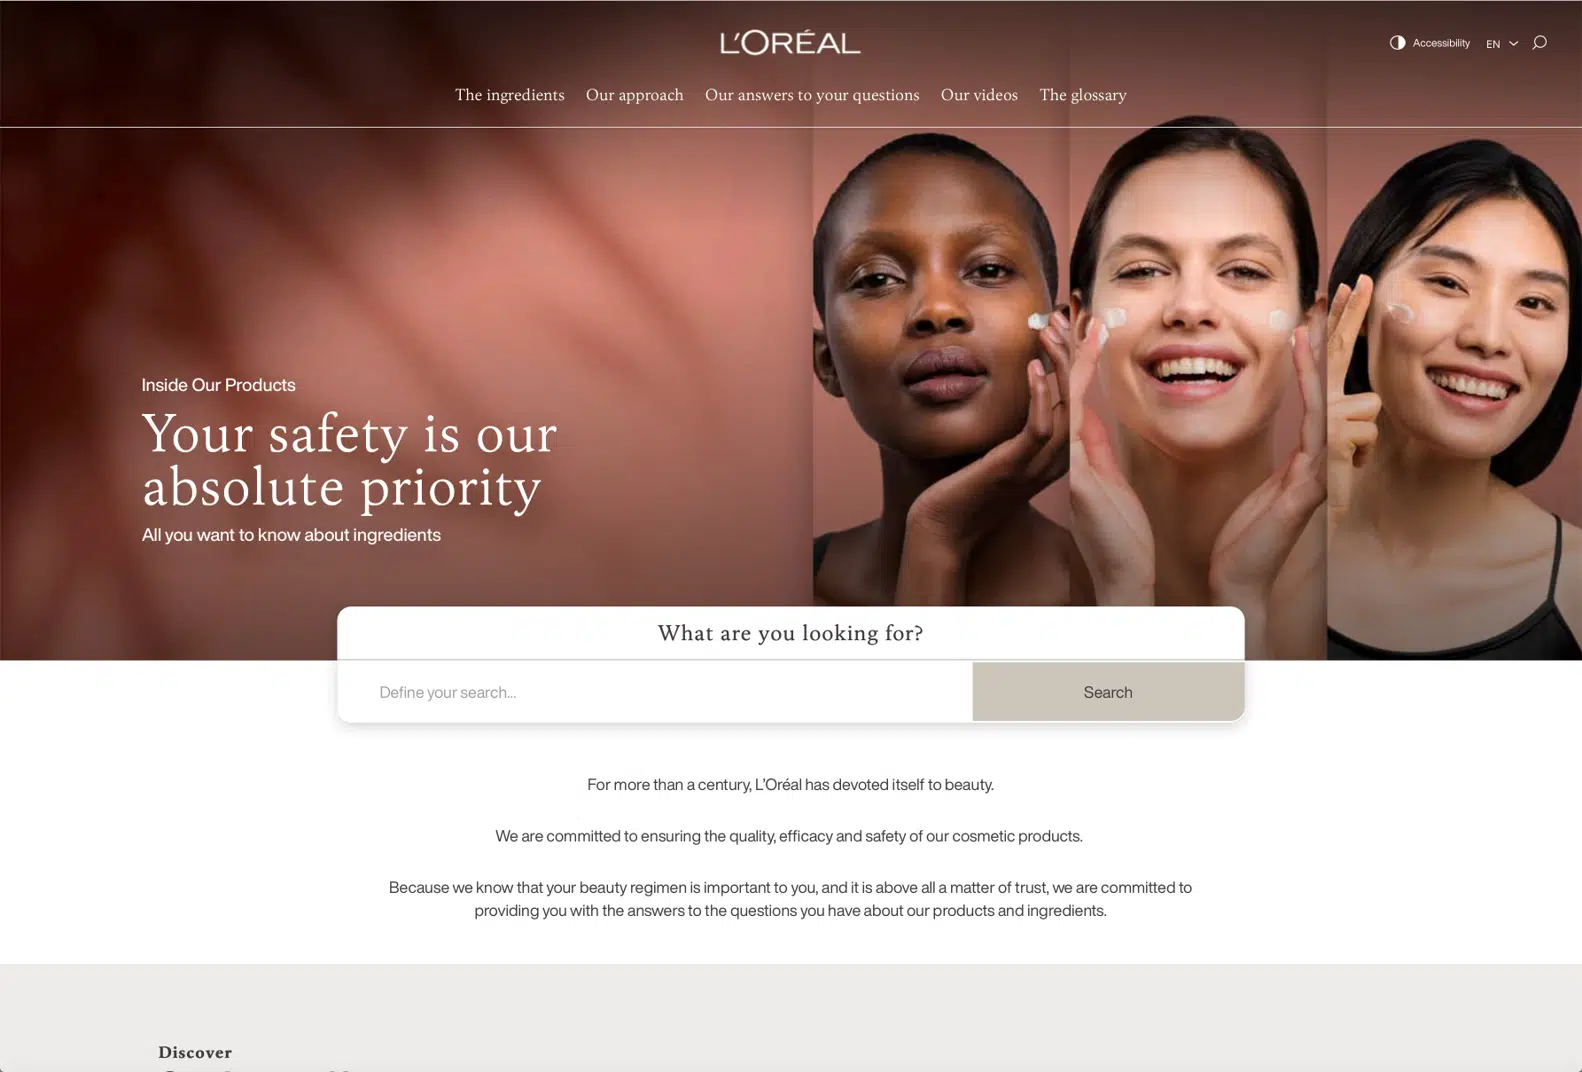 L'ORÉAL
Accessibility
EN
The ingredients
Our approach
Our answers to your questions
Our videos
The glossary
Inside Our Products
Your safety is our
absolute priority
All you want to know about ingredients
What are you looking for?
Define your search...
Search
For more than a century, L’Oréal has devoted itself to beauty.
We are committed to ensuring the quality, efficacy and safety of our cosmetic products.
Because we know that your beauty regimen is important to you, and it is above all a matter of trust, we are committed to
providing you with the answers to the questions you have about our products and ingredients.
Discover